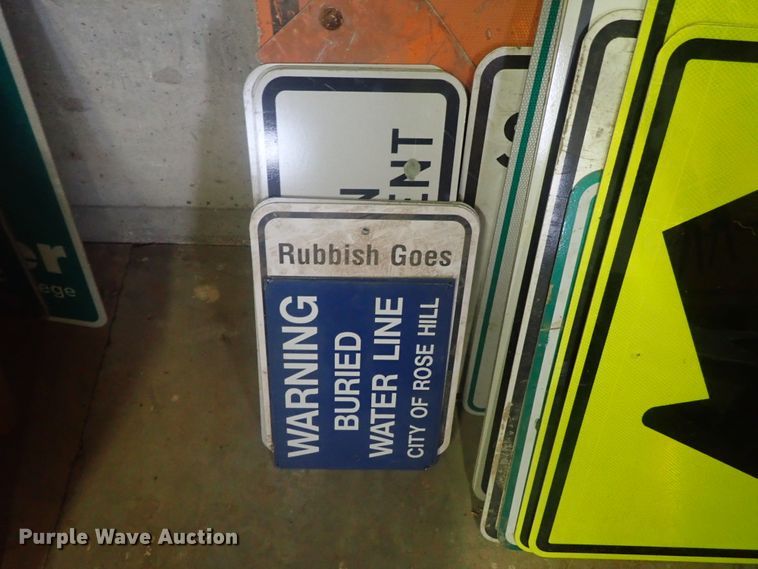 Rubbish Goes
WARNING
BURIED
WATER LINE
CITY OF ROSE HILL
Purple Wave Auction